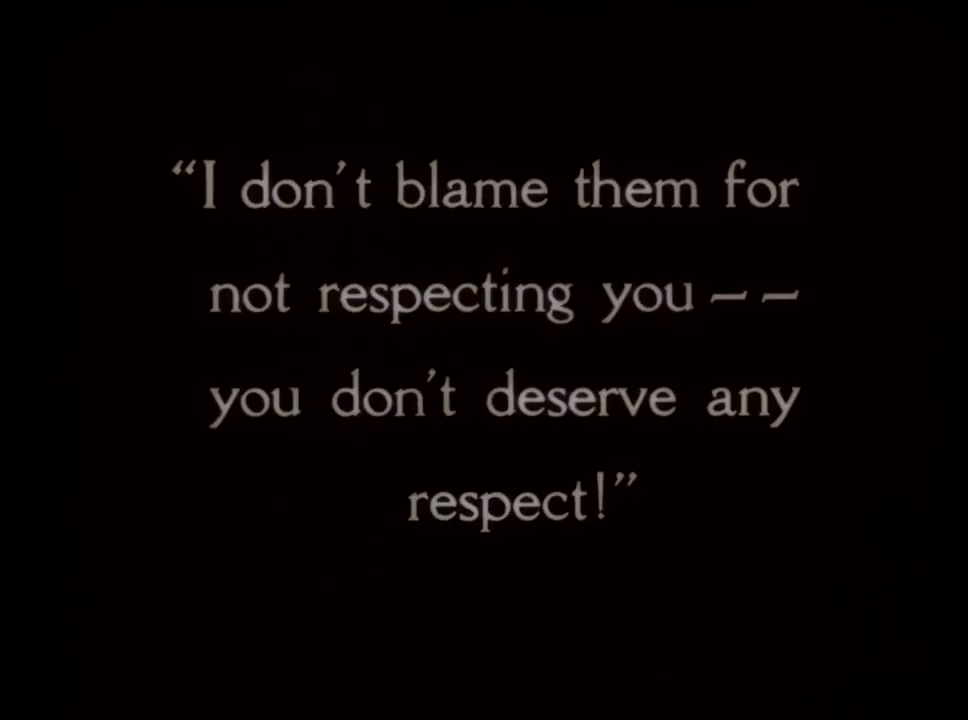 “I don't blame them for
not respecting you – –
you don't deserve any
respect!”